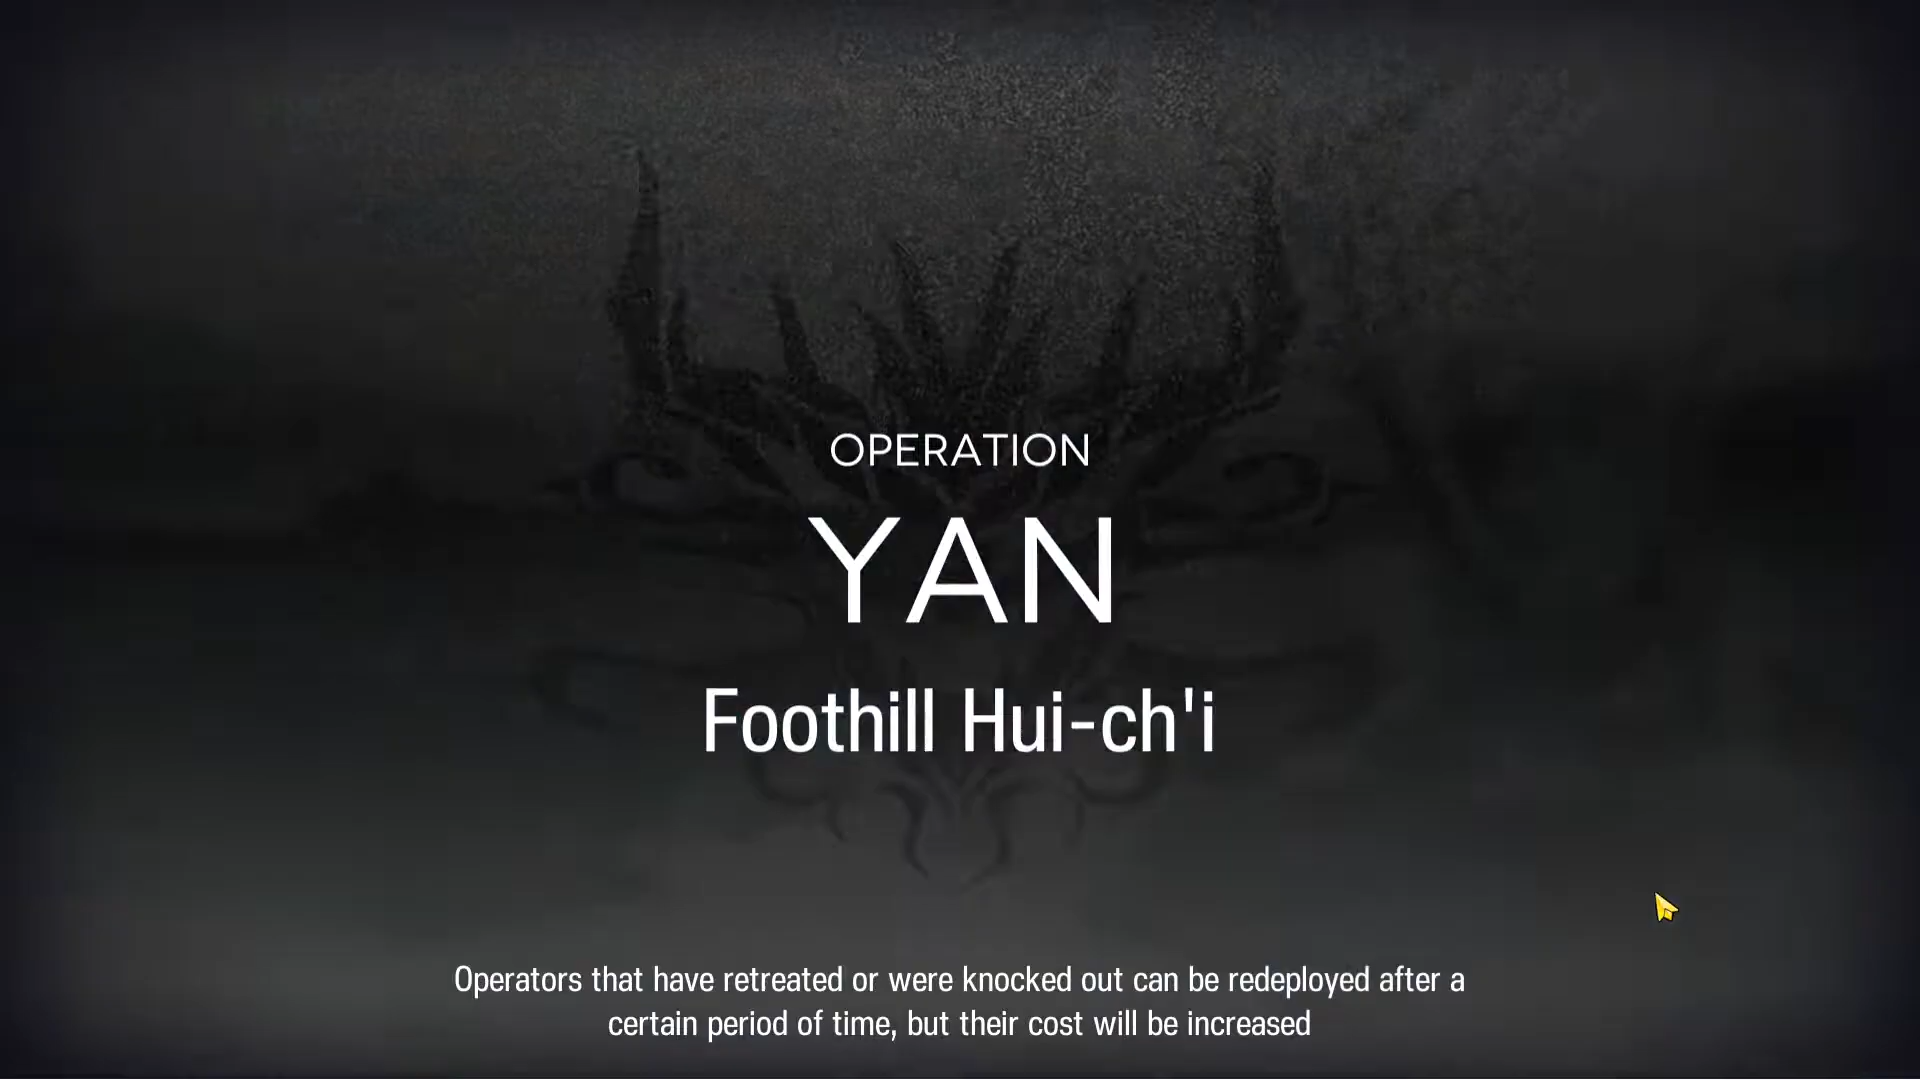 OPERATION
YAN
Foothill Hui-ch'i
Operators that have retreated or were knocked out can be redeployed after a
certain period of time, but their cost will be increased